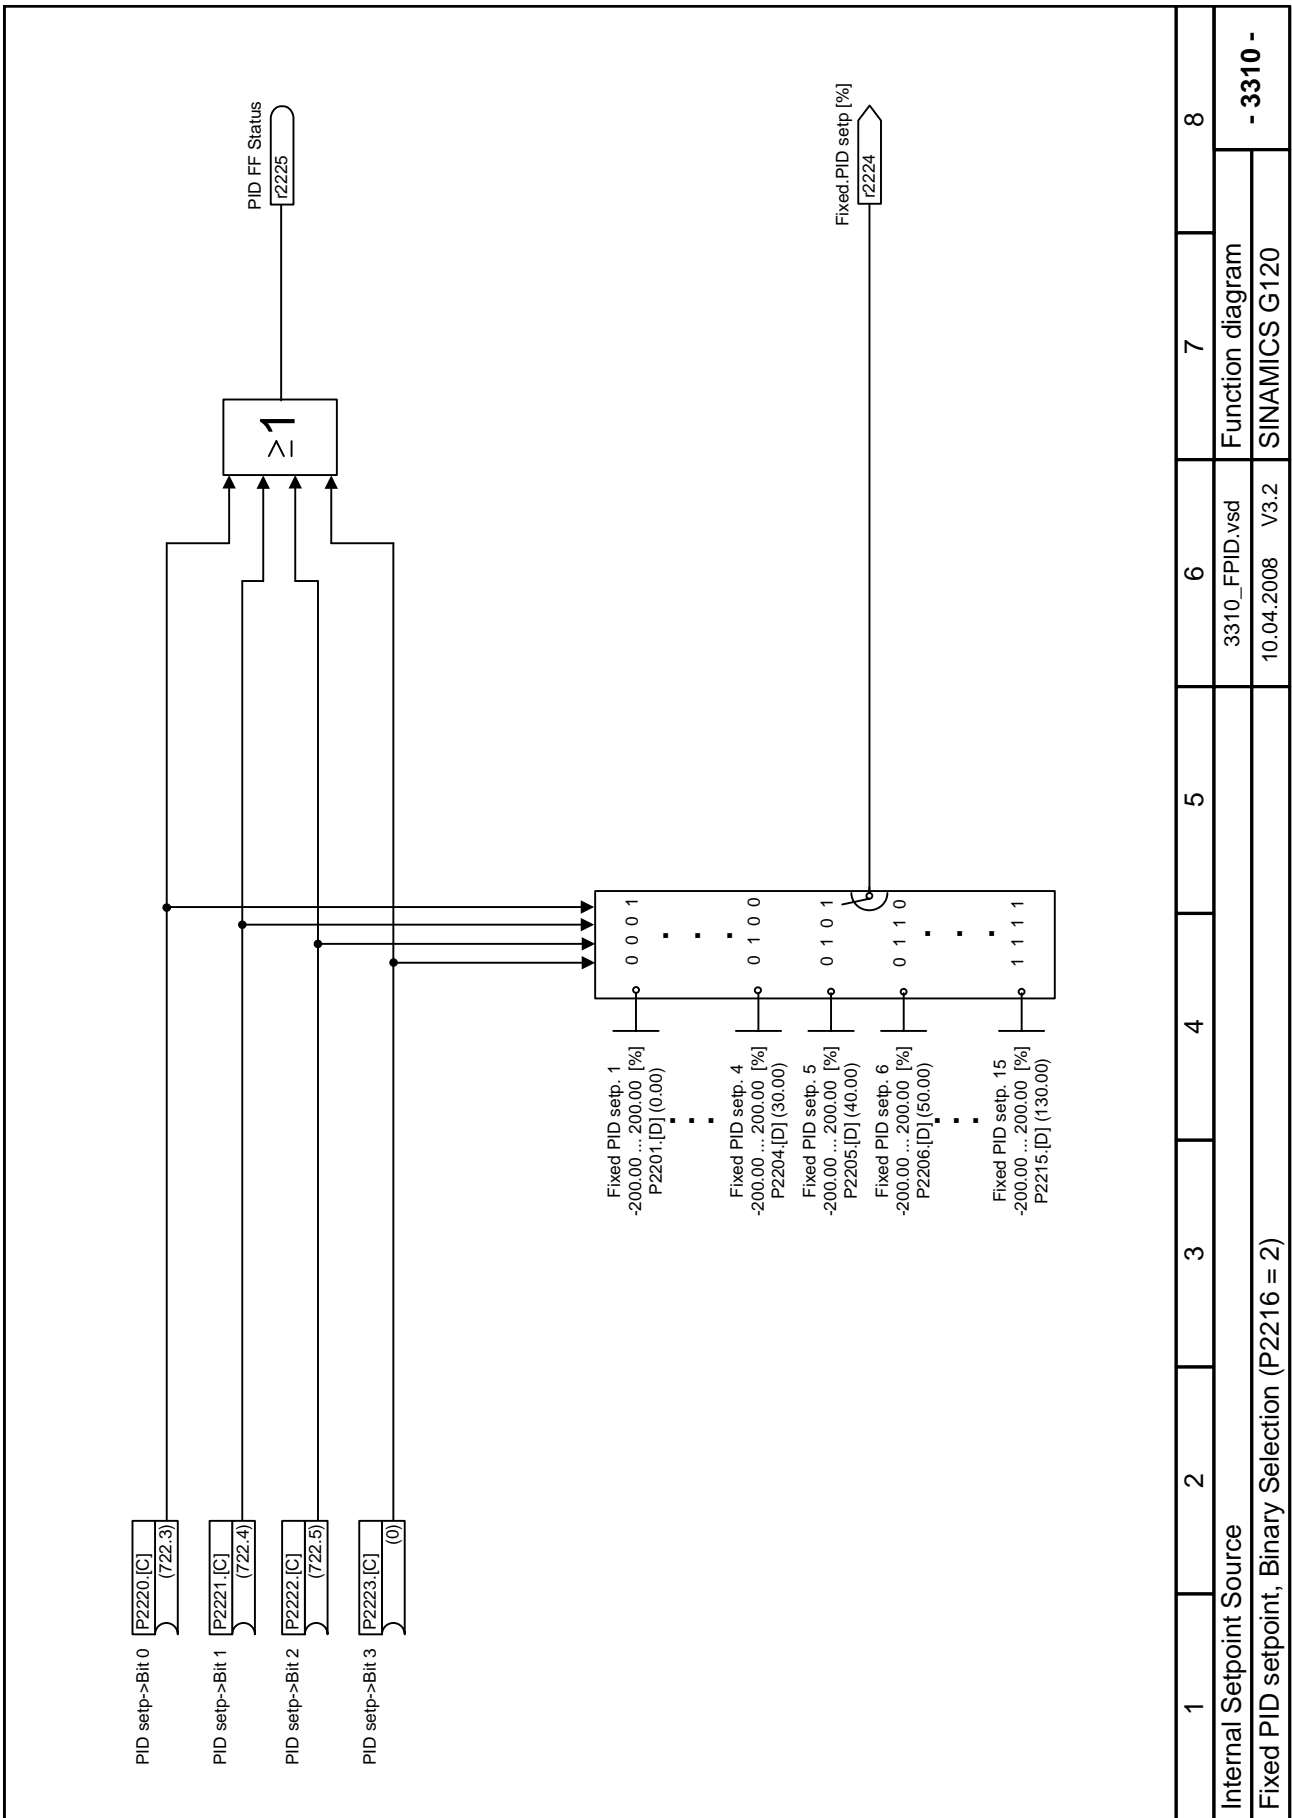 PID setp->Bit 0
P2220.[C]
(722.3)
PID setp->Bit 1
P2221.[C]
(722.4)
PID setp->Bit 2
P2222.[C]
(722.5)
PID setp->Bit 3
P2223.[C]
(0)
≥1
PID FF Status
r2225
Fixed PID setp. 1
-200.00 ... 200.00 [%]
P2201.[D] (0.00)
0 0 0 1
. . .
. . .
Fixed PID setp. 4
-200.00 ... 200.00 [%]
P2204.[D] (30.00)
0 1 0 0
Fixed PID setp. 5
-200.00 ... 200.00 [%]
P2205.[D] (40.00)
0 1 0 1
Fixed PID setp. 6
-200.00 ... 200.00 [%]
P2206.[D] (50.00)
0 1 1 0
. . .
. . .
Fixed PID setp. 15
-200.00 ... 200.00 [%]
P2215.[D] (130.00)
1 1 1 1
Fixed.PID setp [%]
r2224
1 2 3 4 5 6 7 8
Internal Setpoint Source
3310_FPID.vsd
Function diagram
- 3310 -
Fixed PID setpoint, Binary Selection (P2216 = 2)
10.04.2008 V3.2
SINAMICS G120